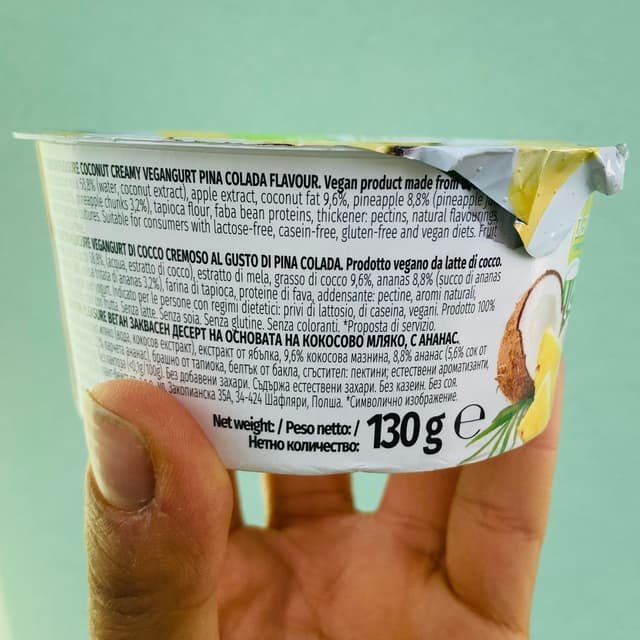 COCONUT CREAMY VEGANGURT PINA COLADA FLAVOUR. Vegan product made from
(water, coconut extract), apple extract, coconut fat 9,6%, pineapple 8,8% (pineapple
chunks 3,2%), tapioca flour, faba bean proteins, thickener: pectins, natural flavourings,
Suitable for consumers with lactose-free, casein-free, gluten-free and vegan diets. Fruit
VEGANGURT DI COCCO CREMOSO AL GUSTO DI PINA COLADA. Prodotto vegano da latte di cocco.
58,8%, (acqua, estratto di cocco), estratto di mela, grasso di cocco 9,6%, ananas 8,8% (succo di ananas
3,2%), farina di tapioca, proteine di fava, addensante: pectine, aromi naturali,
Indicato per le persone con regimi dietetici: privi di lattosio, di caseina, vegani. Prodotto 100%
Senza latte. Senza soia. Senza glutine. Senza coloranti. *Proposta di servizio.
ВЕГАН ЗАКВАСЕН ДЕСЕРТ НА ОСНОВАТА НА КОКОСОВО МЛЯКО, С АНАНАС.
(вода, кокосов екстракт), екстракт от ябълка, 9,6% кокосова мазнина, 8,8% ананас (5,6% сок от
ананас), брашно от тапиока, белтък от бакла, сгъстител: пектини; естествени ароматизанти,
Без добавени захари. Съдържа естествени захари. Без казеин. Без соя.
Закопианска 35A, 34-424 Шафляри, Полша. *Символично изображение.
Net weight: / Peso netto: /
Нетно количество:
130 g ℮